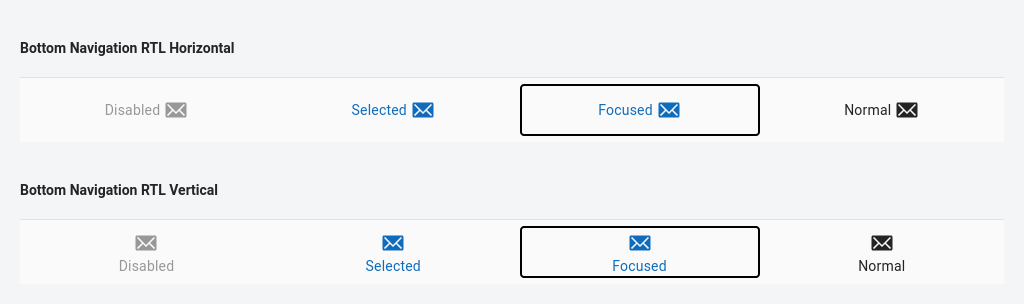 Bottom Navigation RTL Horizontal
Disabled Selected Focused Normal
Bottom Navigation RTL Vertical
Disabled Selected Focused Normal